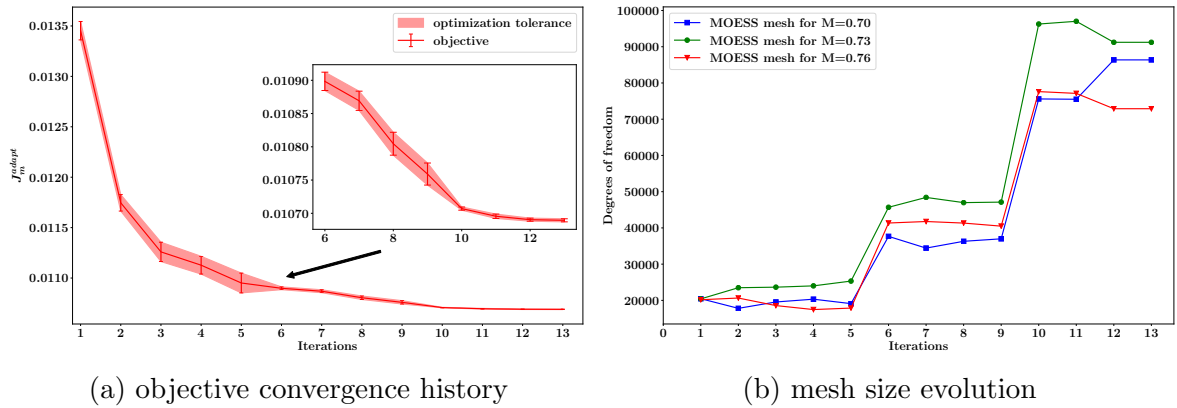 0.0135
0.0130
0.0125
0.0120
0.0115
0.0110
J_m^{adapt}
optimization tolerance
objective
0.01090
0.01085
0.01080
0.01075
0.01070
6 8 10 12
1 2 3 4 5 6 7 8 9 10 11 12 13
Iterations
(a) objective convergence history
100000
90000
80000
70000
60000
50000
40000
30000
20000
Degrees of freedom
MOESS mesh for M=0.70
MOESS mesh for M=0.73
MOESS mesh for M=0.76
0 1 2 3 4 5 6 7 8 9 10 11 12 13
Iterations
(b) mesh size evolution